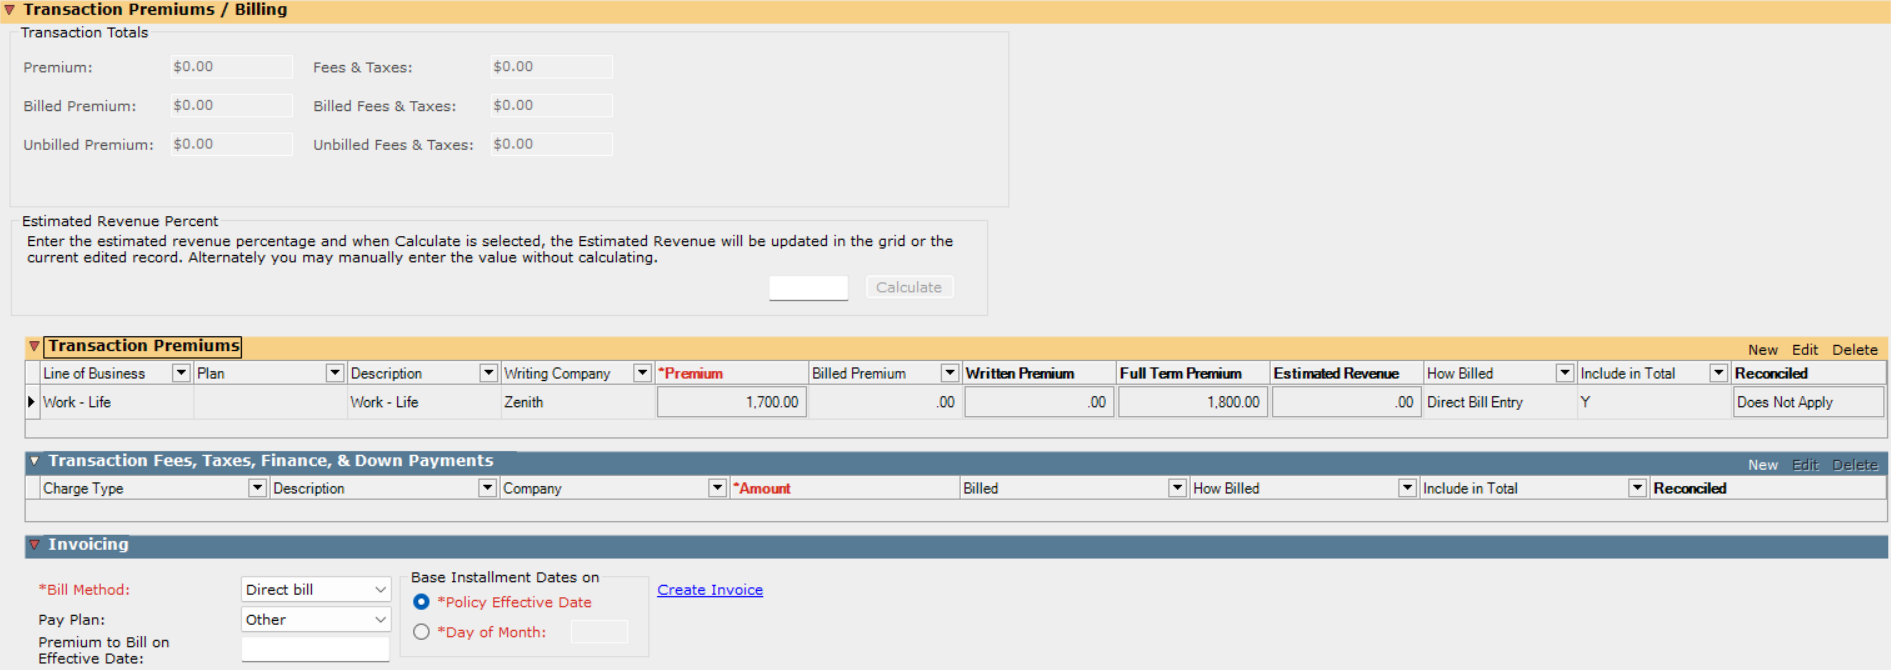 Transaction Premiums / Billing
Transaction Totals
Premium: $0.00 Fees & Taxes: $0.00
Billed Premium: $0.00 Billed Fees & Taxes: $0.00
Unbilled Premium: $0.00 Unbilled Fees & Taxes: $0.00
Estimated Revenue Percent
Enter the estimated revenue percentage and when Calculate is selected, the Estimated Revenue will be updated in the grid or the
current edited record. Alternately you may manually enter the value without calculating.
Calculate
Transaction Premiums
New Edit Delete
Line of Business Plan Description Writing Company *Premium Billed Premium Written Premium Full Term Premium Estimated Revenue How Billed Include in Total Reconciled
Work - Life Work - Life Zenith 1,700.00 .00 .00 1,800.00 .00 Direct Bill Entry Y Does Not Apply
Transaction Fees, Taxes, Finance, & Down Payments
New Edit Delete
Charge Type Description Company *Amount Billed How Billed Include in Total Reconciled
Invoicing
*Bill Method: Direct bill
Pay Plan: Other
Premium to Bill on
Effective Date:
Base Installment Dates on
*Policy Effective Date
*Day of Month:
Create Invoice